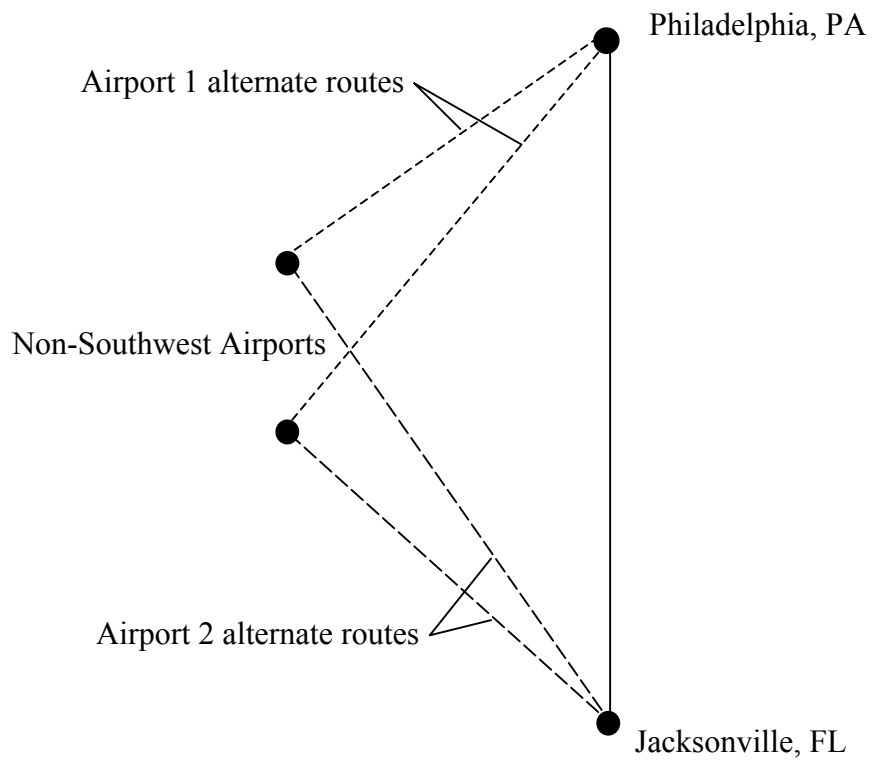 Philadelphia, PA
Airport 1 alternate routes
Non-Southwest Airports
Airport 2 alternate routes
Jacksonville, FL